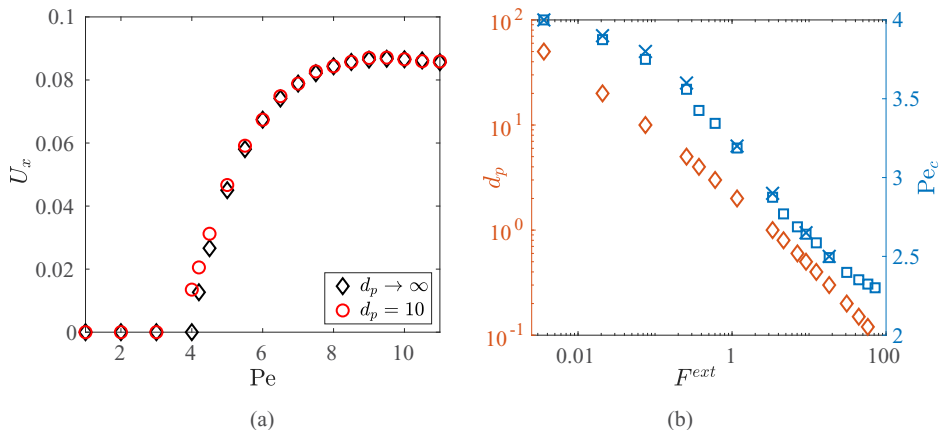 0.1
0.08
0.06
0.04
0.02
0
U_x
2 4 6 8 10
Pe
d_p → ∞
d_p = 10
(a)
10^2
10^1
10^0
10^-1
d_p
0.01 1 100
F^ext
4
3.5
3
2.5
2
Pe_c
(b)